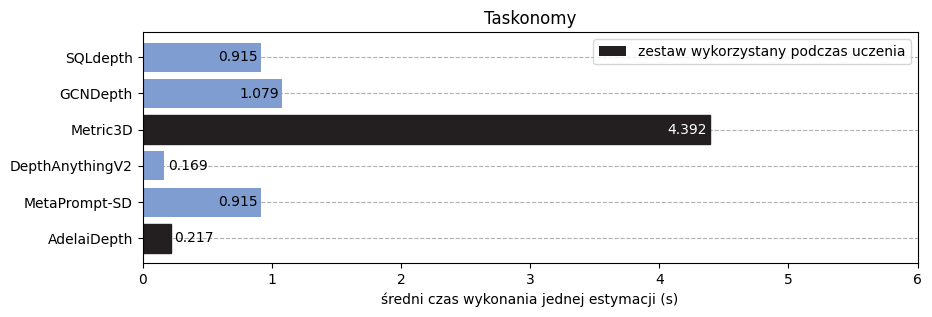 Taskonomy
zestaw wykorzystany podczas uczenia
SQLdepth 0.915
GCNDepth 1.079
Metric3D 4.392
DepthAnythingV2 0.169
MetaPrompt-SD 0.915
AdelaiDepth 0.217
0 1 2 3 4 5 6
średni czas wykonania jednej estymacji (s)